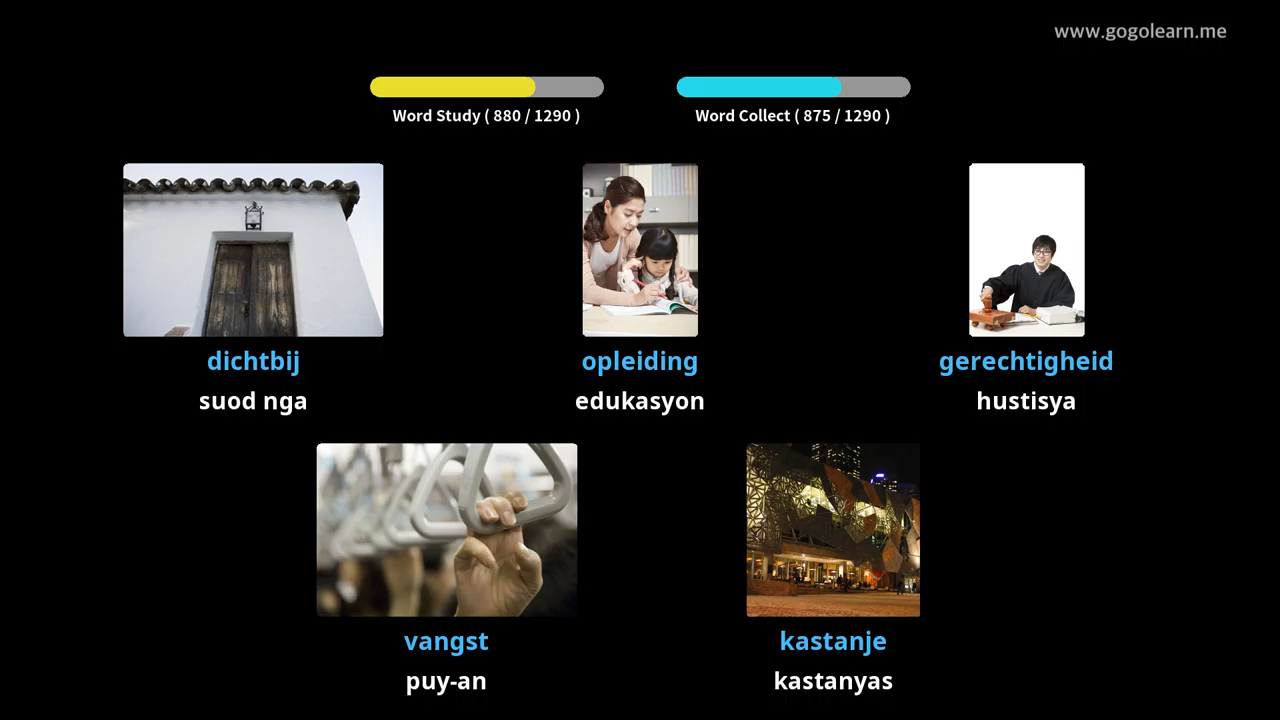 www.gogolearn.me
Word Study ( 880 / 1290 )
Word Collect ( 875 / 1290 )
dichtbij
suod nga
opleiding
edukasyon
gerechtigheid
hustisya
vangst
puy-an
kastanje
kastanyas